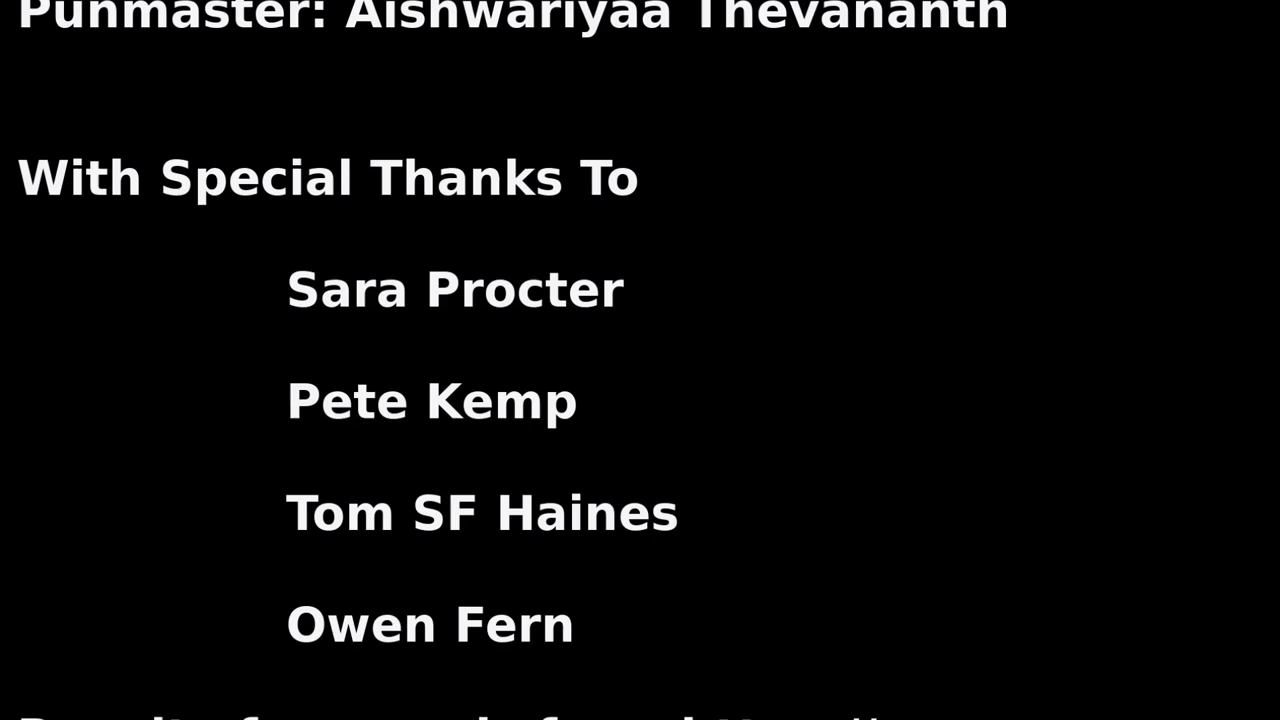 Punmaster: Aishwariyaa Thevananth
With Special Thanks To
Sara Procter
Pete Kemp
Tom SF Haines
Owen Fern